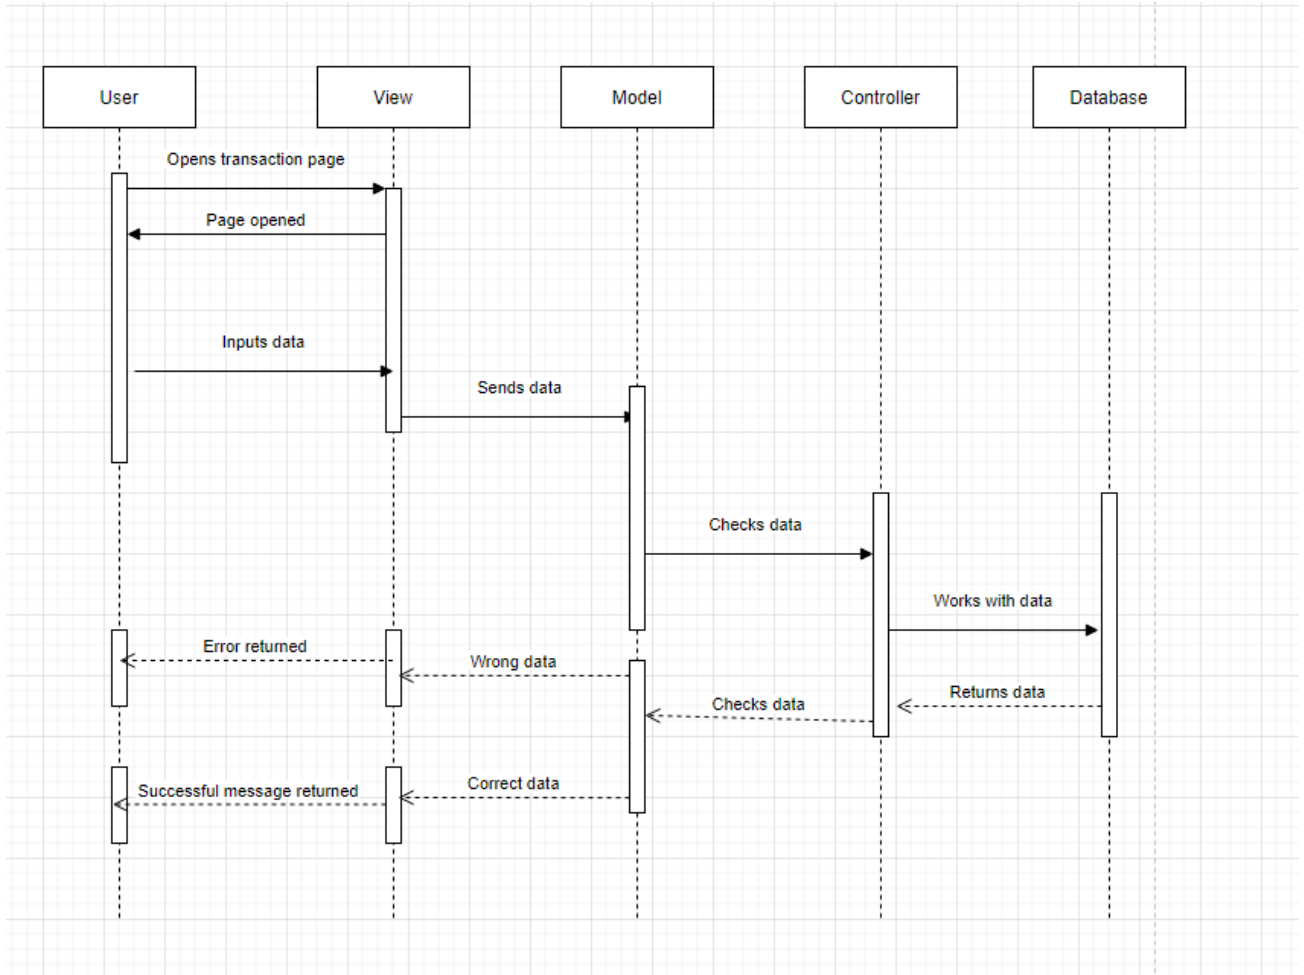 User
View
Model
Controller
Database
Opens transaction page
Page opened
Inputs data
Sends data
Checks data
Works with data
Error returned
Wrong data
Returns data
Checks data
Correct data
Successful message returned